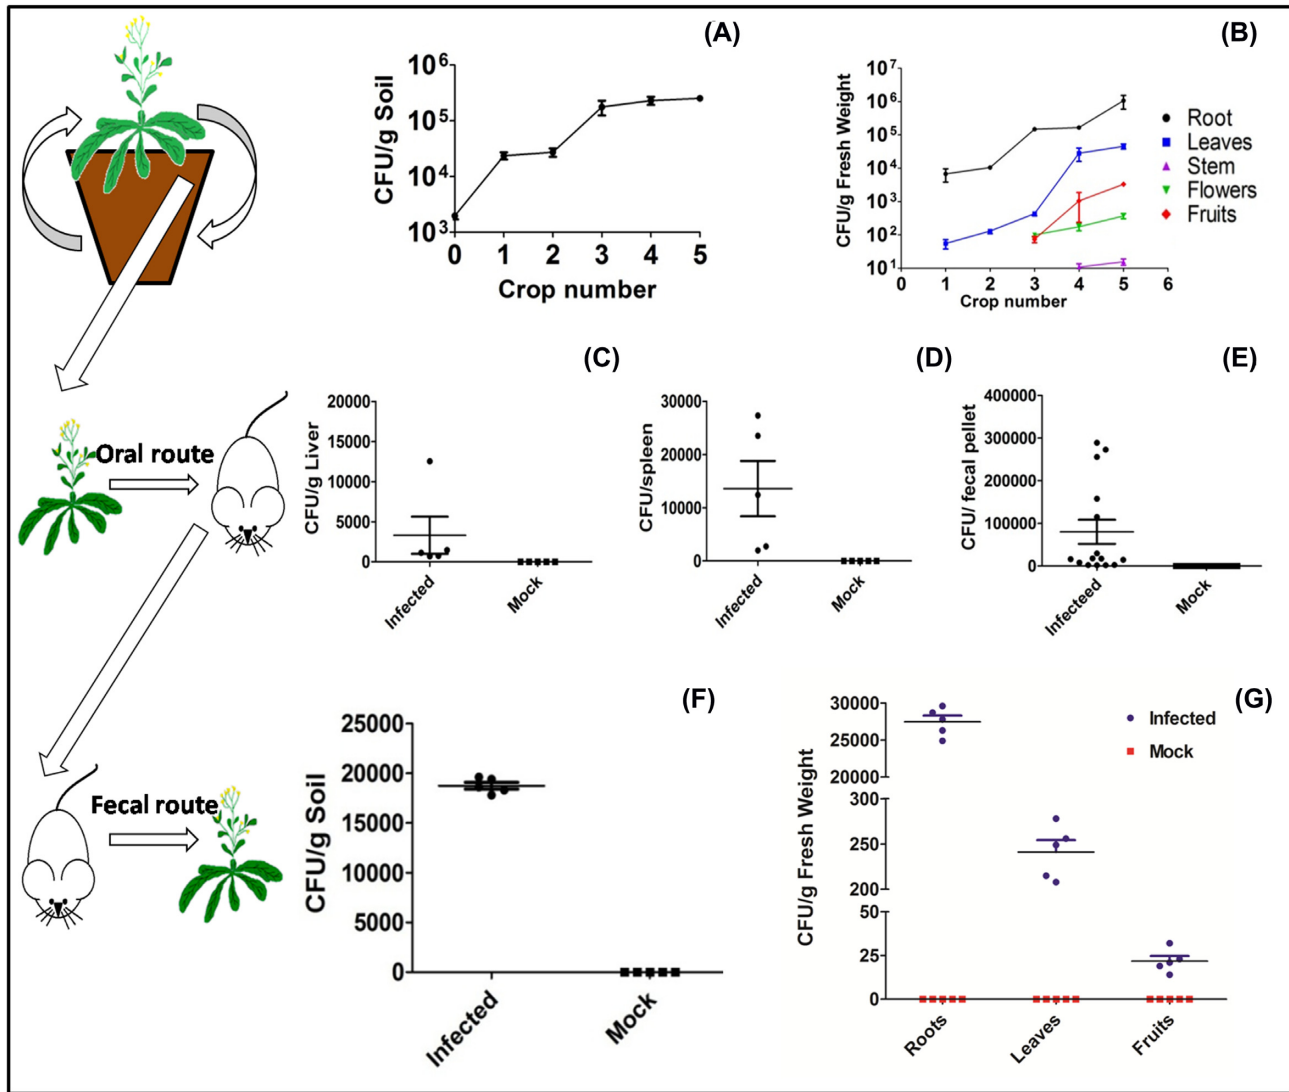 (A)
CFU/g Soil
10^6
10^5
10^4
10^3
0 1 2 3 4 5
Crop number
(B)
CFU/g Fresh Weight
10^7
10^6
10^5
10^4
10^3
10^2
10^1
0 1 2 3 4 5 6
Crop number
Root
Leaves
Stem
Flowers
Fruits
Oral route
(C)
CFU/g Liver
20000
15000
10000
5000
0
Infected
Mock
(D)
CFU/spleen
30000
20000
10000
0
Infected
Mock
(E)
CFU/ fecal pellet
400000
300000
200000
100000
0
Infecteed
Mock
Fecal route
(F)
CFU/g Soil
25000
20000
15000
10000
5000
0
Infected
Mock
(G)
CFU/g Fresh Weight
30000
25000
20000
300
250
200
50
25
0
Roots
Leaves
Fruits
Infected
Mock